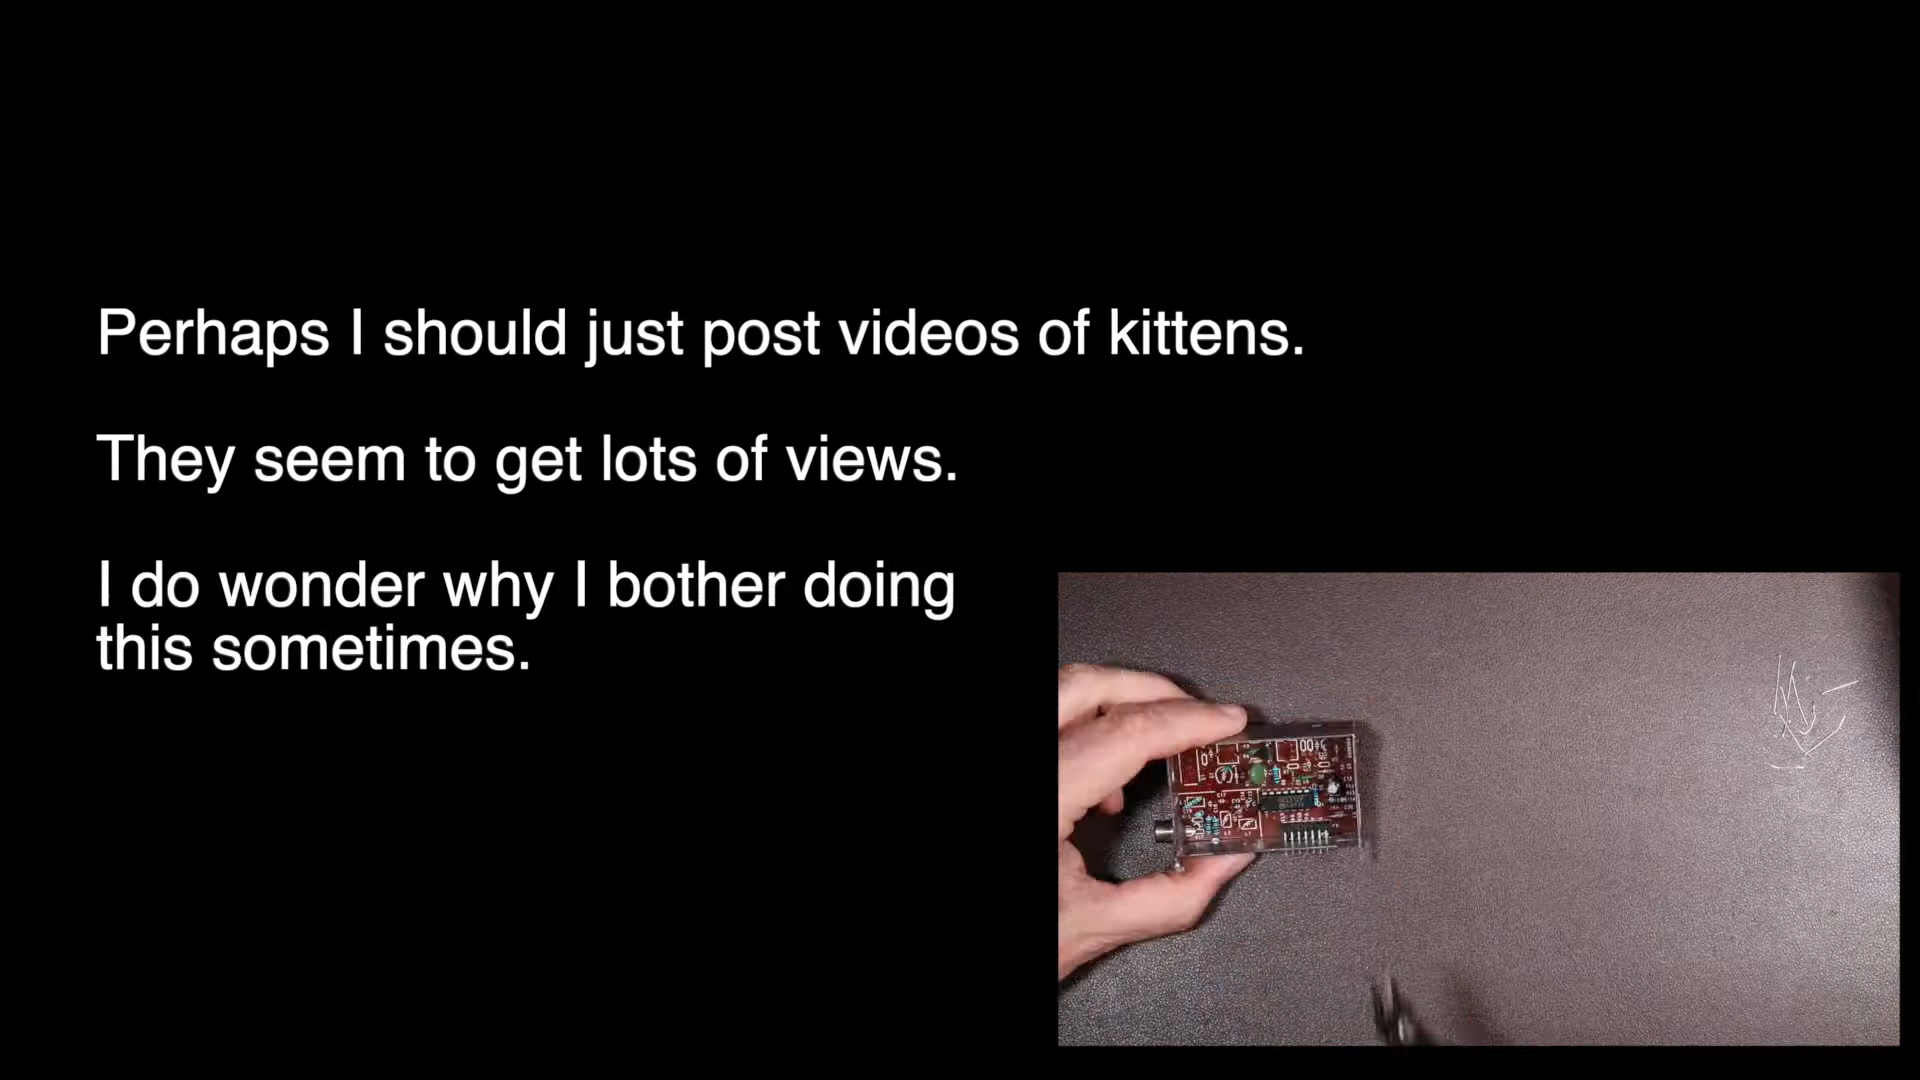 Perhaps I should just post videos of kittens.
They seem to get lots of views.
I do wonder why I bother doing
this sometimes.